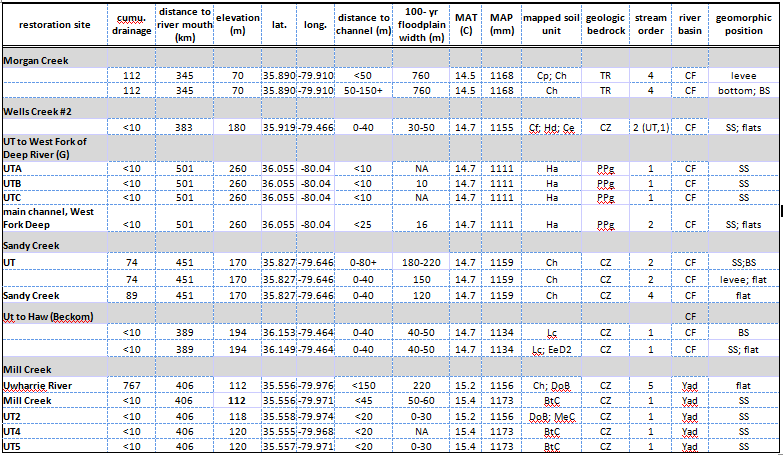 restoration site cumu. drainage distance to river mouth (km) elevation (m) lat. long. distance to channel (m) 100- yr floodplain width (m) MAT (C) MAP (mm) mapped soil unit geologic bedrock stream order river basin geomorphic position
Morgan Creek
112 345 70 35.890 -79.910 <50 760 14.5 1168 Cp; Ch TR 4 CF levee
112 345 70 35.890 -79.910 50-150+ 760 14.5 1168 Ch TR 4 CF bottom; BS
Wells Creek #2
<10 383 180 35.919 -79.466 0-40 30-50 14.7 1155 Cf; Hd; Ce CZ 2 (UT,1) CF SS; flats
UT to West Fork of Deep River (G)
UTA <10 501 260 36.055 -80.04 <10 NA 14.7 1111 Ha PPg 1 CF SS
UTB <10 501 260 36.055 -80.04 <10 10 14.7 1111 Ha PPg 1 CF SS
UTC <10 501 260 36.055 -80.04 <10 NA 14.7 1111 Ha PPg 1 CF SS
main channel, West Fork Deep <10 501 260 36.055 -80.04 <25 16 14.7 1111 Ha PPg 2 CF SS; flats
Sandy Creek
UT 74 451 170 35.827 -79.646 0-80+ 180-220 14.7 1159 Ch CZ 2 CF SS;BS
74 451 170 35.827 -79.646 0-40 150 14.7 1159 Ch CZ 2 CF levee; flat
Sandy Creek 89 451 170 35.827 -79.646 0-40 120 14.7 1159 Ch CZ 4 CF flat
Ut to Haw (Beckom) CF
<10 389 194 36.153 -79.464 0-40 40-50 14.7 1134 Lc CZ 1 CF BS
<10 389 194 36.149 -79.464 0-40 40-50 14.7 1134 Lc; EeD2 CZ 1 CF SS; flat
Mill Creek
Uwharrie River 767 406 112 35.556 -79.976 <150 220 15.2 1156 Ch; DoB CZ 5 Yad flat
Mill Creek <10 406 112 35.556 -79.971 <45 50-60 15.4 1173 BtC CZ 1 Yad SS
UT2 <10 406 118 35.558 -79.974 <20 0-30 15.2 1156 DoB; MeC CZ 1 Yad SS
UT4 <10 406 120 35.555 -79.968 <20 NA 15.4 1173 BtC CZ 1 Yad SS
UT5 <10 406 120 35.557 -79.971 <20 0-30 15.4 1173 BtC CZ 1 Yad SS